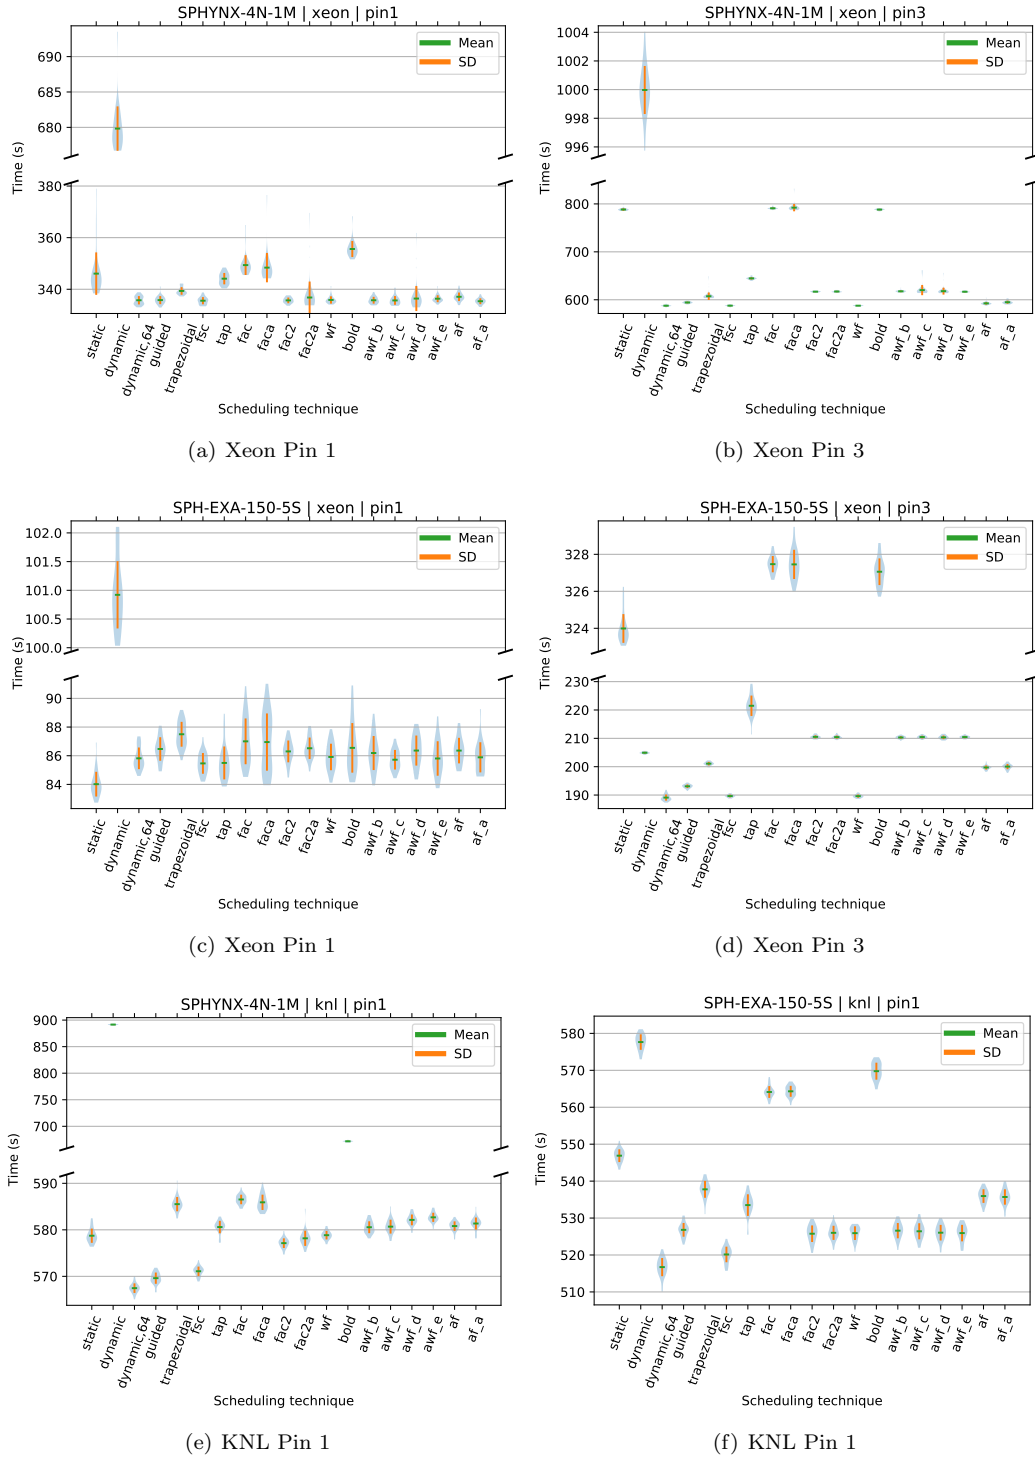 SPHYNX-4N-1M | xeon | pin1
690
685
680
380
360
340
Time (s)
Mean
SD
static
dynamic
dynamic,64
guided
trapezoidal
fsc
tap
fac
faca
fac2
fac2a
wf
bold
awf_b
awf_c
awf_d
awf_e
af
af_a
Scheduling technique
(a) Xeon Pin 1
SPHYNX-4N-1M | xeon | pin3
1004
1002
1000
998
996
800
700
600
Time (s)
Mean
SD
static
dynamic
dynamic,64
guided
trapezoidal
fsc
tap
fac
faca
fac2
fac2a
wf
bold
awf_b
awf_c
awf_d
awf_e
af
af_a
Scheduling technique
(b) Xeon Pin 3
SPH-EXA-150-5S | xeon | pin1
102.0
101.5
101.0
100.5
100.0
90
88
86
84
Time (s)
Mean
SD
static
dynamic
dynamic,64
guided
trapezoidal
fsc
tap
fac
faca
fac2
fac2a
wf
bold
awf_b
awf_c
awf_d
awf_e
af
af_a
Scheduling technique
(c) Xeon Pin 1
SPH-EXA-150-5S | xeon | pin3
328
326
324
230
220
210
200
190
Time (s)
Mean
SD
static
dynamic
dynamic,64
guided
trapezoidal
fsc
tap
fac
faca
fac2
fac2a
wf
bold
awf_b
awf_c
awf_d
awf_e
af
af_a
Scheduling technique
(d) Xeon Pin 3
SPHYNX-4N-1M | knl | pin1
900
850
800
750
700
590
580
570
Time (s)
Mean
SD
static
dynamic
dynamic,64
guided
trapezoidal
fsc
tap
fac
faca
fac2
fac2a
wf
bold
awf_b
awf_c
awf_d
awf_e
af
af_a
Scheduling technique
(e) KNL Pin 1
SPH-EXA-150-5S | knl | pin1
580
570
560
550
540
530
520
510
Time (s)
Mean
SD
static
dynamic
dynamic,64
guided
trapezoidal
fsc
tap
fac
faca
fac2
fac2a
wf
bold
awf_b
awf_c
awf_d
awf_e
af
af_a
Scheduling technique
(f) KNL Pin 1